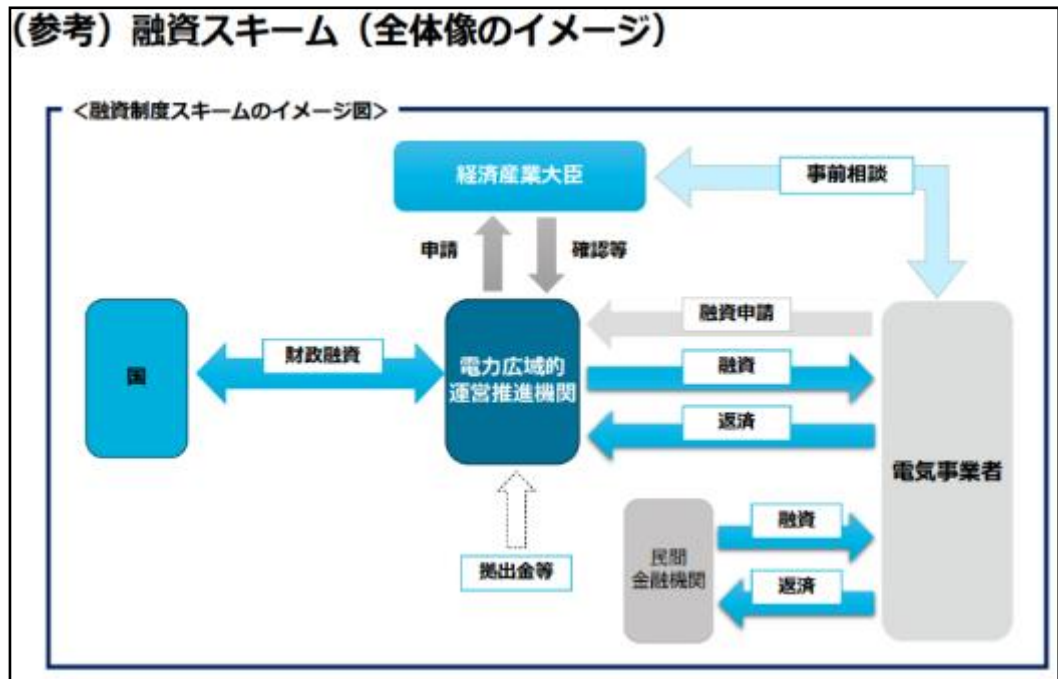 (参考)融資スキーム(全体像のイメージ)
<融資制度スキームのイメージ図>
経済産業大臣
事前相談
申請
確認等
国
財政融資
電力広域的
運営推進機関
融資申請
融資
返済
電気事業者
拠出金等
民間
金融機関
融資
返済